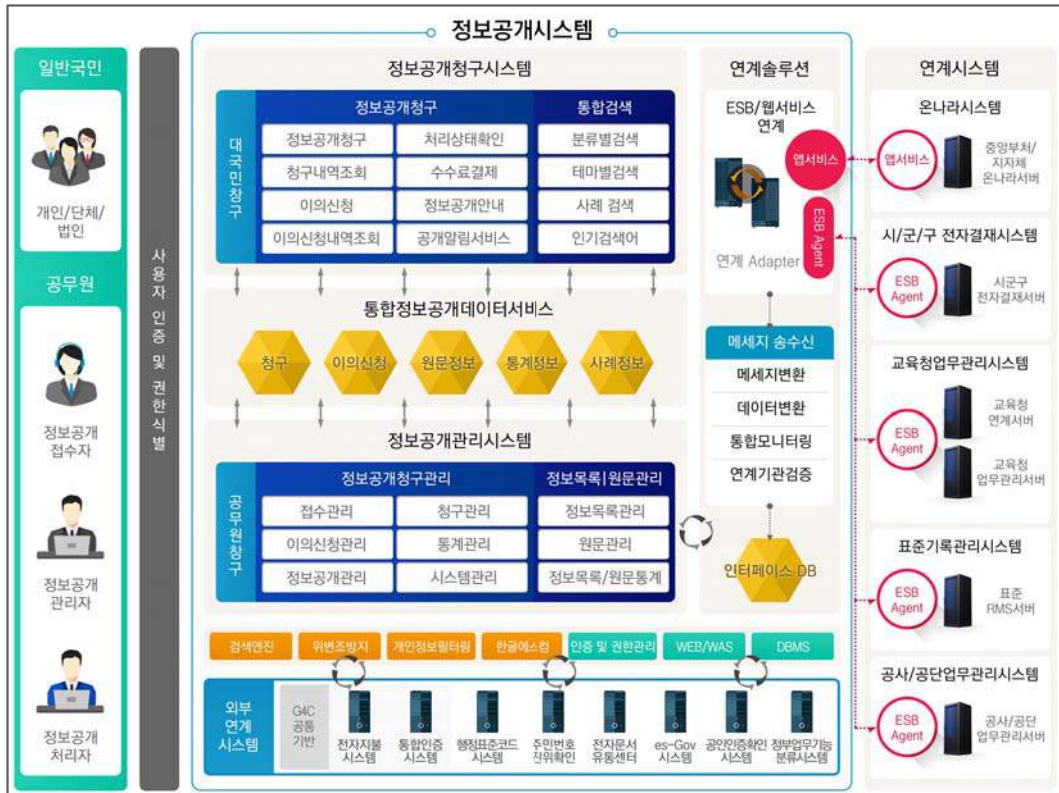 정보공개시스템
일반국민
개인/단체/
법인
공무원
정보공개
접수자
정보공개
관리자
정보공개
처리자
사용자 인증 및 권한식별
정보공개청구시스템
대국민창구
정보공개청구
통합검색
정보공개청구
처리상태확인
분류별검색
청구내역조회
수수료결제
테마별검색
이의신청
정보공개안내
사례 검색
이의신청내역조회
공개알림서비스
인기검색어
통합정보공개데이터서비스
청구
이의신청
원문정보
통계정보
사례정보
정보공개관리시스템
공무원창구
정보공개청구관리
정보목록|원문관리
접수관리
청구관리
정보목록관리
이의신청관리
통계관리
원문관리
정보공개관리
시스템관리
정보목록/원문통계
연계솔루션
ESB/웹서비스
연계
앱서비스
ESB Agent
연계 Adapter
메세지 송수신
메세지변환
데이터변환
통합모니터링
연계기관검증
인터페이스 DB
검색엔진
위변조방지
개인정보필터링
한글에스컴
인증 및 권한관리
WEB/WAS
DBMS
외부
연계
시스템
G4C
공통
기반
전자지불
시스템
통합인증
시스템
행정표준코드
시스템
주민번호
진위확인
전자문서
유통센터
es-Gov
시스템
공인인증확인
시스템
정부업무기능
분류시스템
연계시스템
온나라시스템
앱서비스
중앙부처/
지자체
온나라서버
시/군/구 전자결재시스템
ESB
Agent
시군구
전자결재서버
교육청업무관리시스템
ESB
Agent
교육청
연계서버
교육청
업무관리서버
표준기록관리시스템
ESB
Agent
표준
RMS서버
공사/공단업무관리시스템
ESB
Agent
공사/공단
업무관리서버